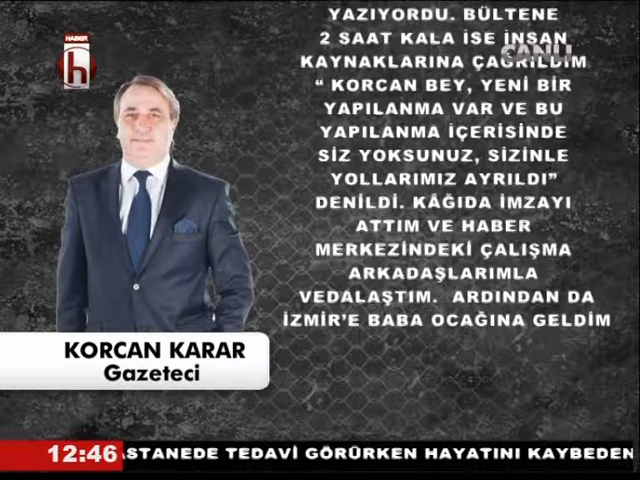 YAZIYORDU. BÜLTENE
2 SAAT KALA İSE İNSAN
KAYNAKLARINA ÇAĞRILDIM
“ KORCAN BEY, YENİ BİR
YAPILANMA VAR VE BU
YAPILANMA İÇERİSİNDE
SİZ YOKSUNUZ, SİZİNLE
YOLLARIMIZ AYRILDI”
DENİLDİ. KÂĞIDA İMZAYI
ATTIM VE HABER
MERKEZİNDEKİ ÇALIŞMA
ARKADAŞLARIMLA
VEDALAŞTIM. ARDINDAN DA
İZMİR’E BABA OCAĞINA GELDİM
HABER
h
CANLI
KORCAN KARAR
Gazeteci
12:46 ASTANEDE TEDAVİ GÖRÜRKEN HAYATINI KAYBEDEN